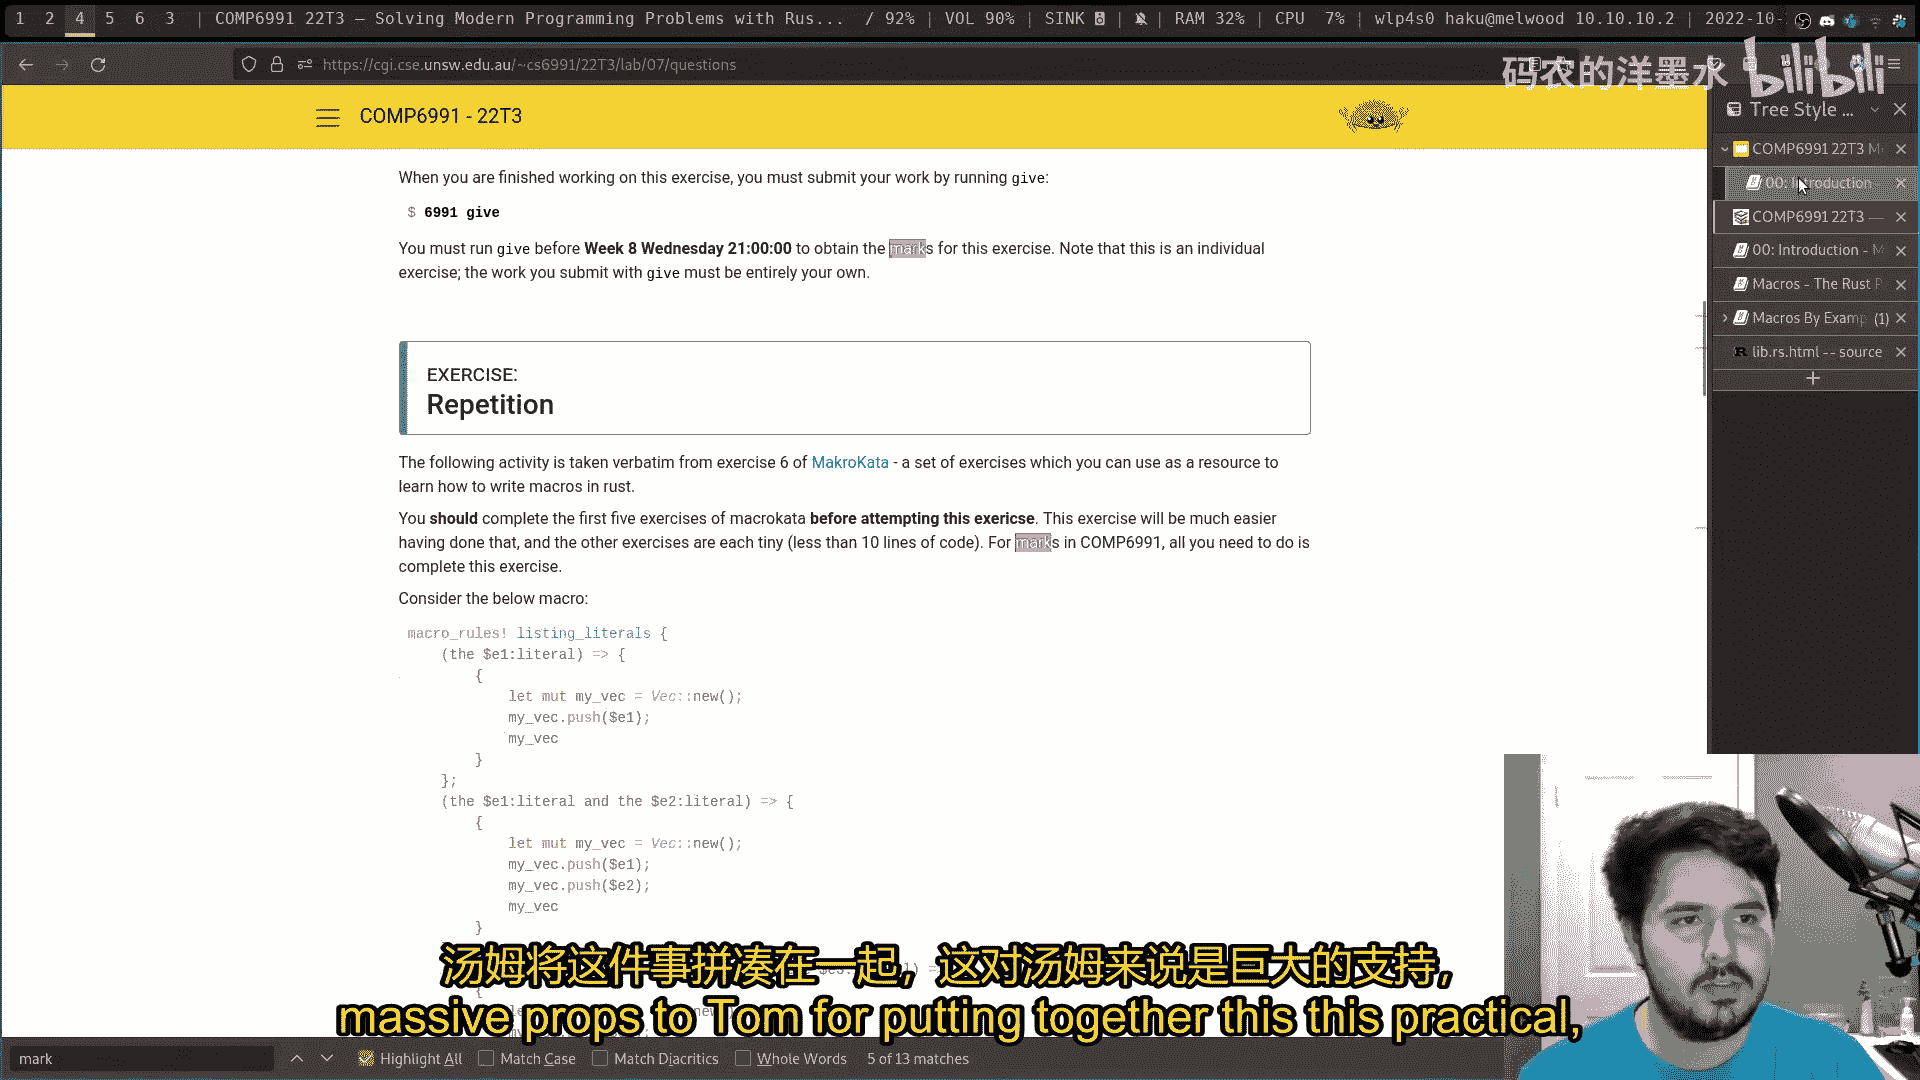 1 2 4 5 6 3 | COMP6991 22T3 — Solving Modern Programming Problems with Rus... / 92% | VOL 90% | SINK | RAM 32% | CPU 7% | wlp4s0 haku@melwood 10.10.10.2 | 2022-10-
https://cgi.cse.unsw.edu.au/~cs6991/22T3/lab/07/questions
码农的洋墨水 bilibili
COMP6991 - 22T3
Tree Style ...
COMP6991 22T3 M
00: Introduction
COMP6991 22T3 —
00: Introduction - M
Macros - The Rust P
Macros By Examp (1)
lib.rs.html -- source
When you are finished working on this exercise, you must submit your work by running give:
$ 6991 give
You must run give before Week 8 Wednesday 21:00:00 to obtain the marks for this exercise. Note that this is an individual
exercise; the work you submit with give must be entirely your own.
EXERCISE:
Repetition
The following activity is taken verbatim from exercise 6 of MakroKata - a set of exercises which you can use as a resource to
learn how to write macros in rust.
You should complete the first five exercises of macrokata before attempting this exericse. This exercise will be much easier
having done that, and the other exercises are each tiny (less than 10 lines of code). For marks in COMP6991, all you need to do is
complete this exercise.
Consider the below macro:
macro_rules! listing_literals {
(the $e1:literal) => {
{
let mut my_vec = Vec::new();
my_vec.push($e1);
my_vec
}
};
(the $e1:literal and the $e2:literal) => {
{
let mut my_vec = Vec::new();
my_vec.push($e1);
my_vec.push($e2);
my_vec
}
汤姆将这件事拼凑在一起，这对汤姆来说是巨大的支持，
massive props to Tom for putting together this this practical,
mark Highlight All Match Case Match Diacritics Whole Words 5 of 13 matches